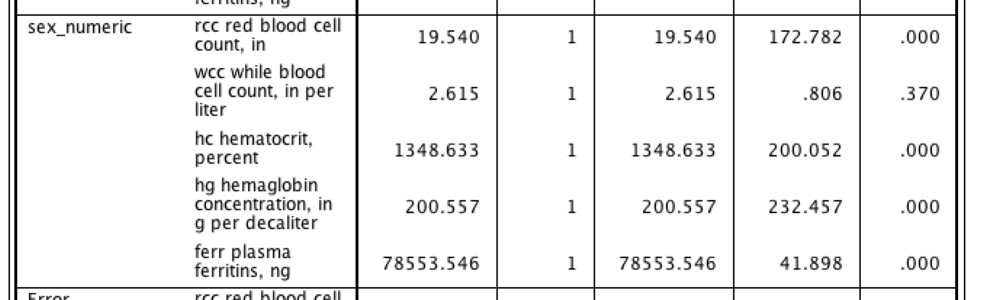 ferritins, ng
sex_numeric rcc red blood cell
count, in 19.540 1 19.540 172.782 .000
wcc while blood
cell count, in per
liter 2.615 1 2.615 .806 .370
hc hematocrit,
percent 1348.633 1 1348.633 200.052 .000
hg hemaglobin
concentration, in
g per decaliter 200.557 1 200.557 232.457 .000
ferr plasma
ferritins, ng 78553.546 1 78553.546 41.898 .000
Error rcc red blood cell